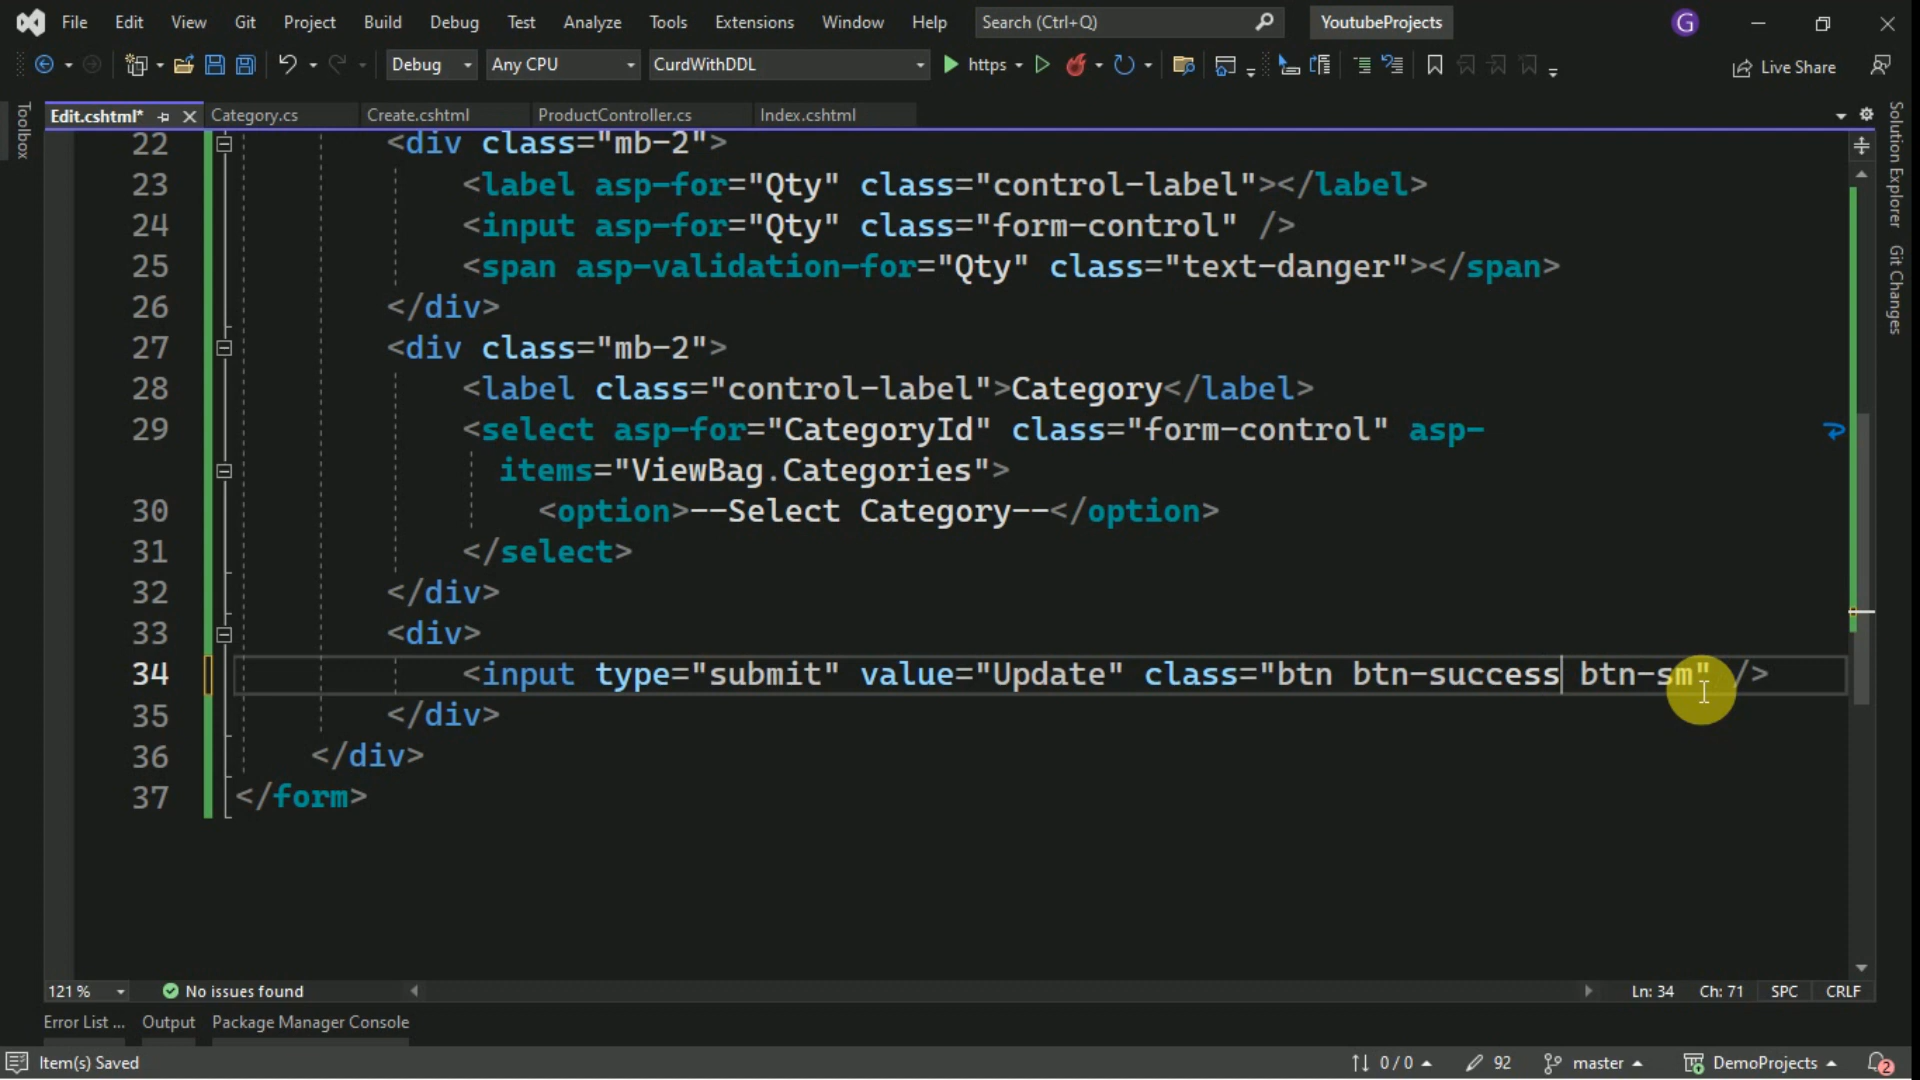 File Edit View Git Project Build Debug Test Analyze Tools Extensions Window Help Search (Ctrl+Q) YoutubeProjects G
Debug Any CPU CurdWithDDL https Live Share
Edit.cshtml* Category.cs Create.cshtml ProductController.cs Index.cshtml
Toolbox
Solution Explorer
Git Changes
22 <div class="mb-2">
23 <label asp-for="Qty" class="control-label"></label>
24 <input asp-for="Qty" class="form-control" />
25 <span asp-validation-for="Qty" class="text-danger"></span>
26 </div>
27 <div class="mb-2">
28 <label class="control-label">Category</label>
29 <select asp-for="CategoryId" class="form-control" asp-
items="ViewBag.Categories">
30 <option>--Select Category--</option>
31 </select>
32 </div>
33 <div>
34 <input type="submit" value="Update" class="btn btn-success btn-sm" />
35 </div>
36 </div>
37 </form>
121 % No issues found Ln: 34 Ch: 71 SPC CRLF
Error List ... Output Package Manager Console
Item(s) Saved 0 / 0 92 master DemoProjects 2